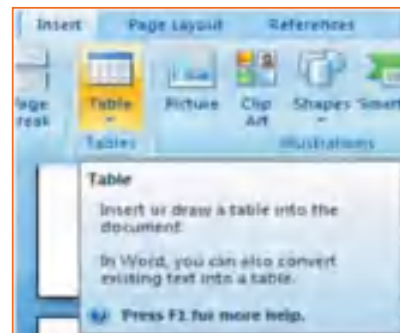 Insert Page Layout References
Page Break
Table
Picture
Clip Art
Shapes
Smart
Tables
Illustrations
Table
Insert or draw a table into the
document.
In Word, you can also convert
existing text into a table.
Press F1 for more help.